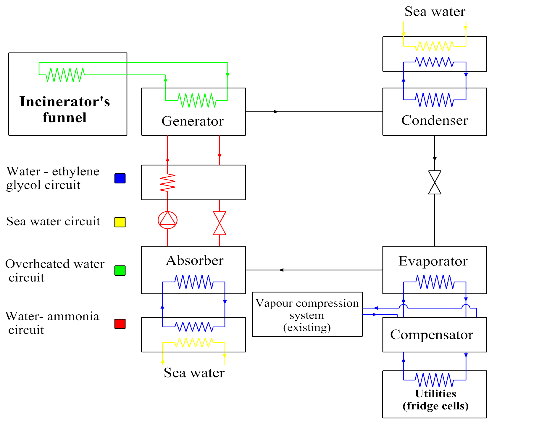 Sea water
Incinerator's
funnel
Generator
Condenser
Water - ethylene
glycol circuit
Sea water circuit
Overheated water
circuit
Water- ammonia
circuit
Absorber
Evaporator
Vapour compression
system
(existing)
Compensator
Sea water
Utilities
(fridge cells)